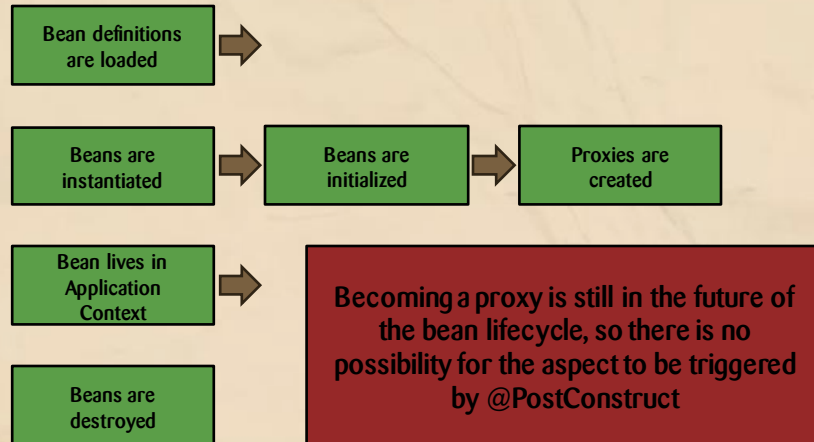 Bean definitions
are loaded
Beans are
instantiated
Beans are
initialized
Proxies are
created
Bean lives in
Application
Context
Becoming a proxy is still in the future of
the bean lifecycle, so there is no
possibility for the aspect to be triggered
by @PostConstruct
Beans are
destroyed